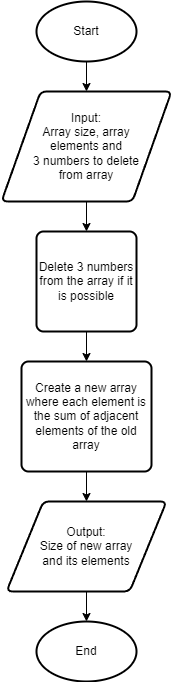 Start
Input:
Array size, array
elements and
3 numbers to delete
from array
Delete 3 numbers
from the array if it
is possible
Create a new array
where each element is
the sum of adjacent
elements of the old
array
Output:
Size of new array
and its elements
End